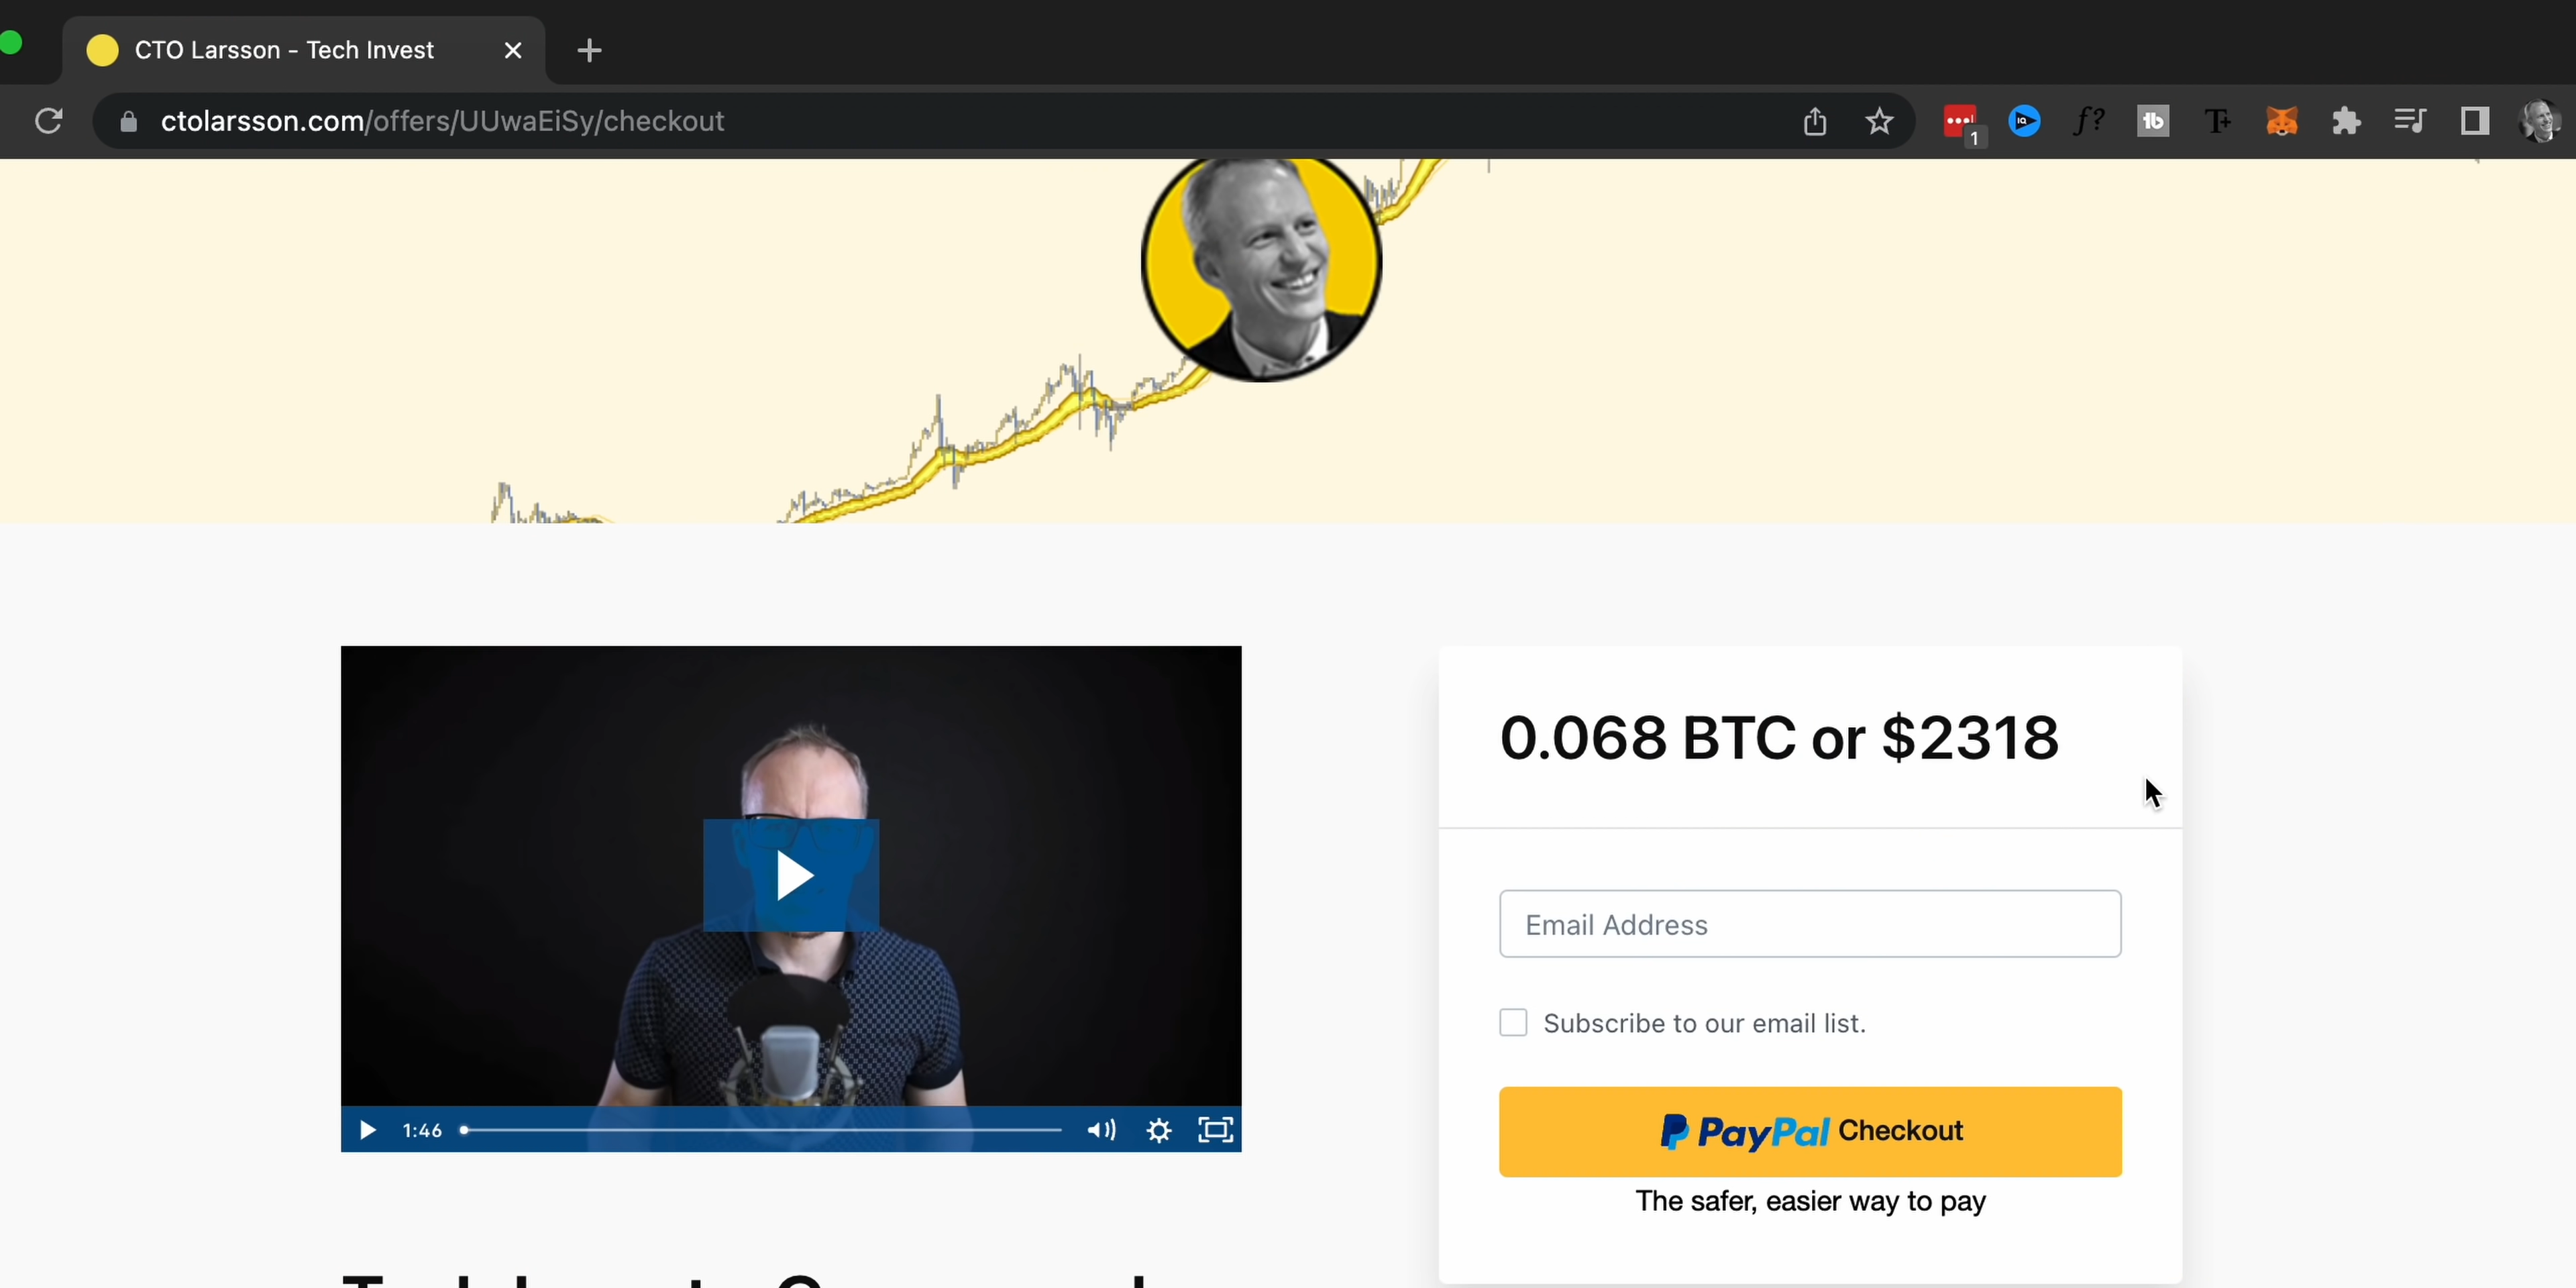 CTO Larsson - Tech Invest
ctolarsson.com/offers/UUwaEiSy/checkout
1
0.068 BTC or $2318
Email Address
Subscribe to our email list.
1:46
PayPal Checkout
The safer, easier way to pay